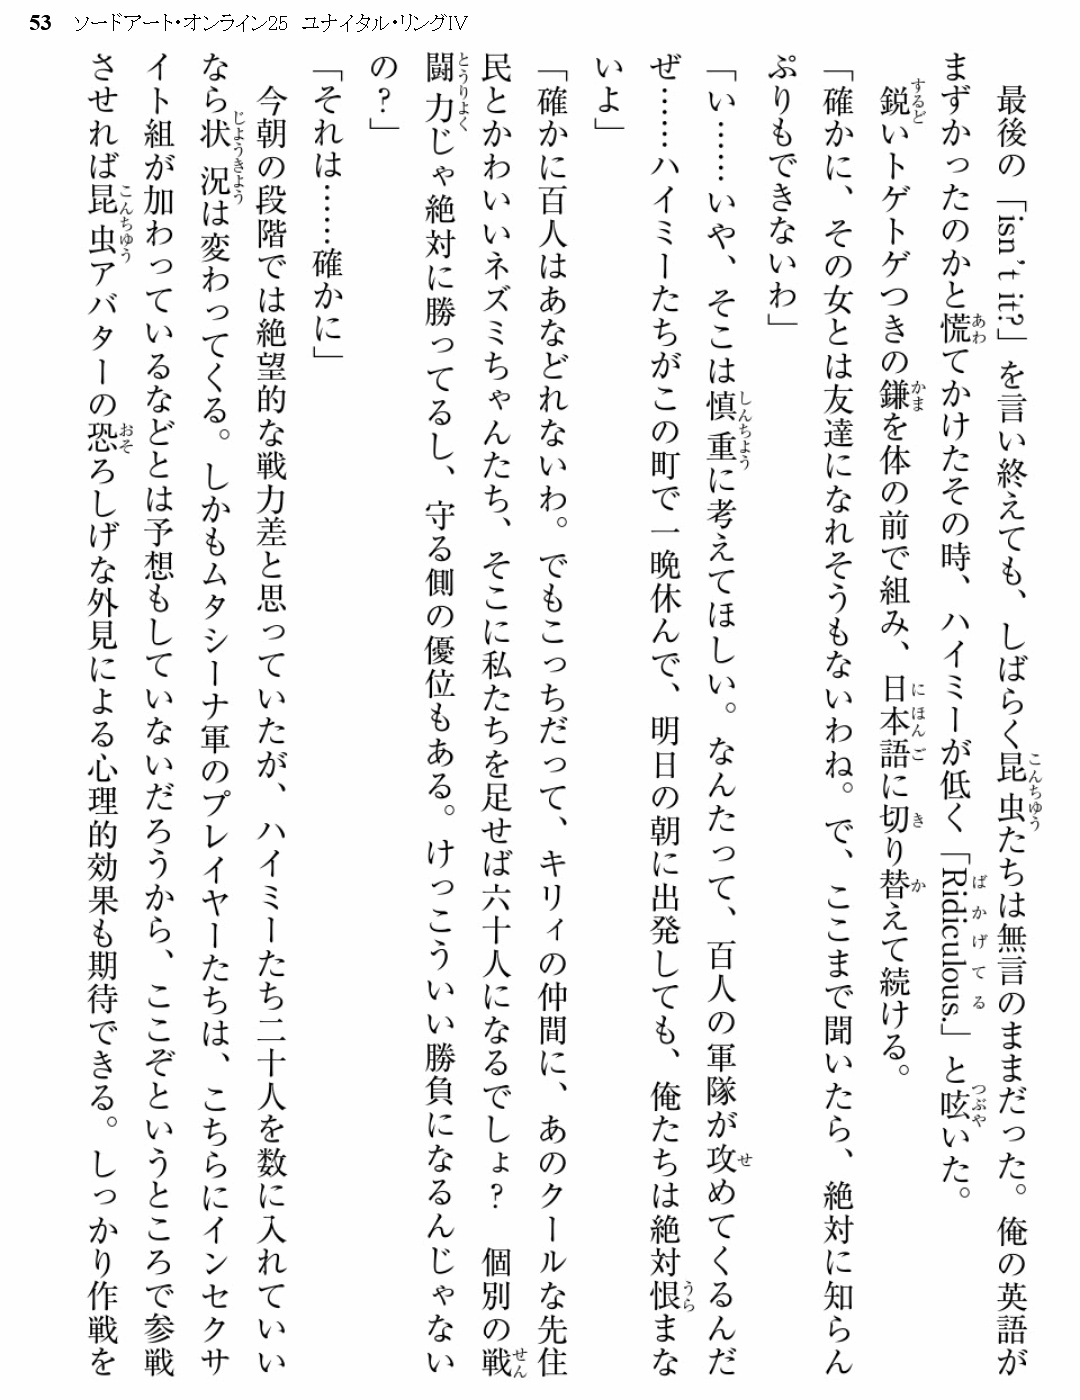 53 ソードアート・オンライン25 ユナイタル・リングⅣ
最後の「isn't it?」を言い終えても、しばらく昆虫たちは無言のままだった。俺の英語が
まずかったのかと慌てかけたその時、ハイミーが低く「Ridiculous.」と呟いた。
鋭いトゲトゲつきの鎌を体の前で組み、日本語に切り替えて続ける。
「確かに、その女とは友達になれそうもないわね。で、ここまで聞いたら、絶対に知らん
ぷりもできないわ」
「い……いや、そこは慎重に考えてほしい。なんたって、百人の軍隊が攻めてくるんだ
ぜ……ハイミーたちがこの町で一晩休んで、明日の朝に出発しても、俺たちは絶対恨まな
いよ」
「確かに百人はあなどれないわ。でもこっちだって、キリィの仲間に、あのクールな先住
民とかわいいネズミちゃんたち、そこに私たちを足せば六十人になるでしょ？　個別の戦
闘力じゃ絶対に勝ってるし、守る側の優位もある。けっこういい勝負になるんじゃない
の？」
「それは……確かに」
今朝の段階では絶望的な戦力差と思っていたが、ハイミーたち二十人を数に入れていい
なら状況は変わってくる。しかもムタシーナ軍のプレイヤーたちは、こちらにインセクサ
イト組が加わっているなどとは予想もしていないだろうから、ここぞというところで参戦
させれば昆虫アバターの恐ろしげな外見による心理的効果も期待できる。しっかり作戦を